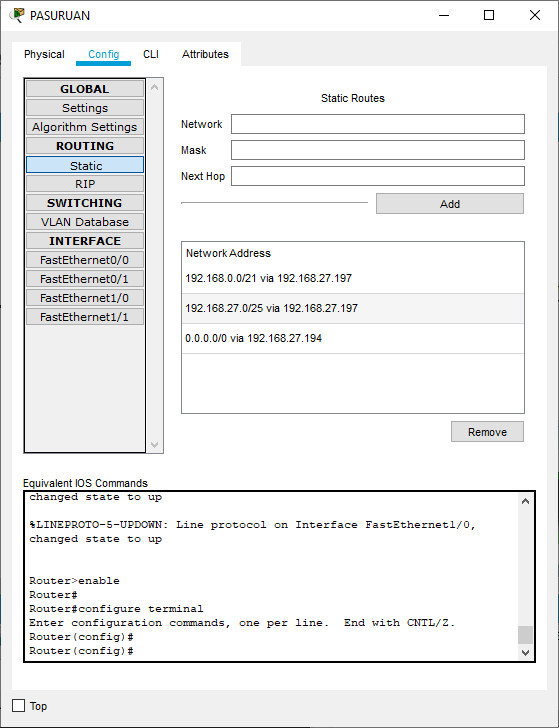 PASURUAN
Physical Config CLI Attributes
GLOBAL
Settings
Algorithm Settings
ROUTING
Static
RIP
SWITCHING
VLAN Database
INTERFACE
FastEthernet0/0
FastEthernet0/1
FastEthernet1/0
FastEthernet1/1
Static Routes
Network
Mask
Next Hop
Add
Network Address
192.168.0.0/21 via 192.168.27.197
192.168.27.0/25 via 192.168.27.197
0.0.0.0/0 via 192.168.27.194
Remove
Equivalent IOS Commands
changed state to up
%LINEPROTO-5-UPDOWN: Line protocol on Interface FastEthernet1/0,
changed state to up
Router>enable
Router#
Router#configure terminal
Enter configuration commands, one per line.  End with CNTL/Z.
Router(config)#
Router(config)#
Top